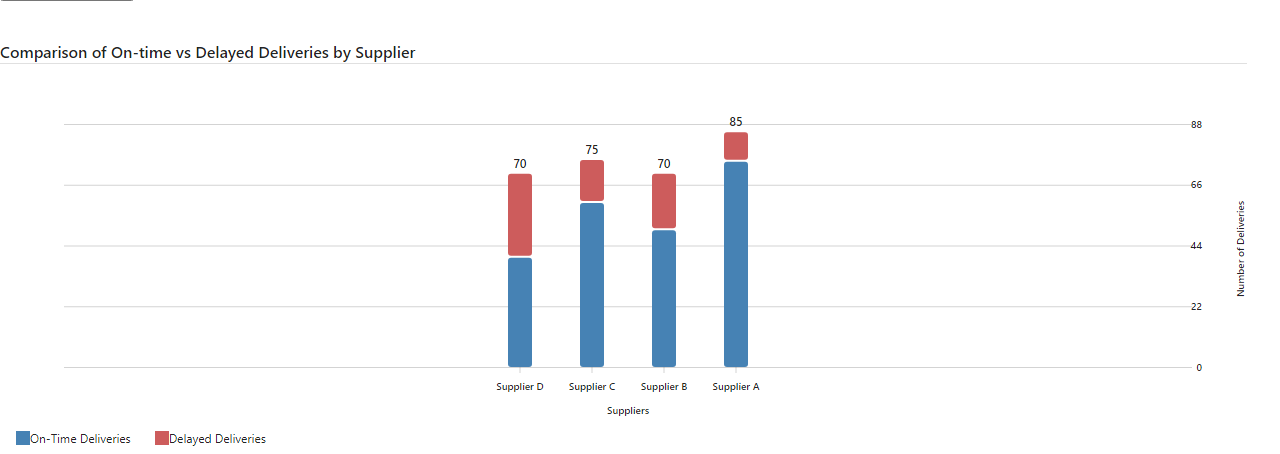 Comparison of On-time vs Delayed Deliveries by Supplier
85
75
70
70
88
66
44
22
0
Number of Deliveries
Supplier D
Supplier C
Supplier B
Supplier A
Suppliers
On-Time Deliveries
Delayed Deliveries